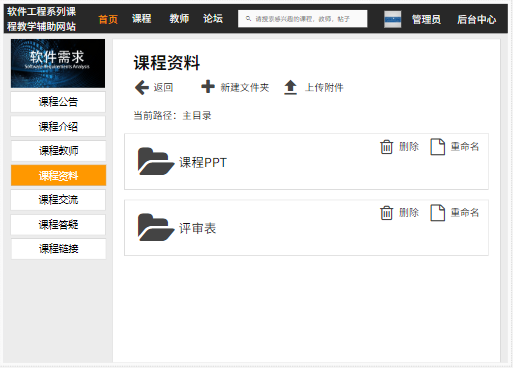 软件工程系列课
程教学辅助网站
首页 课程 教师 论坛
请搜索感兴趣的课程，教师，帖子
管理员 后台中心
软件需求
Software Requirements Analysis
课程公告
课程介绍
课程教师
课程资料
课程交流
课程答疑
课程链接
课程资料
返回 新建文件夹 上传附件
当前路径：主目录
课程PPT
删除 重命名
评审表
删除 重命名